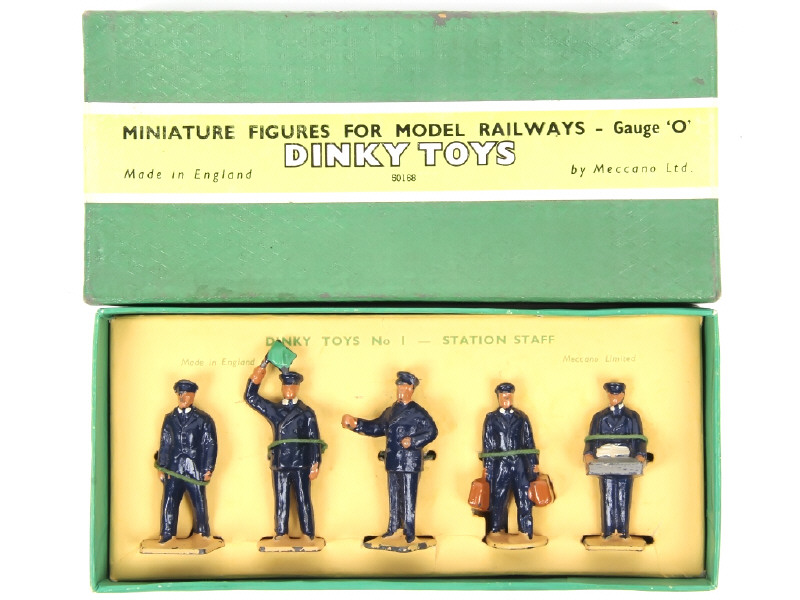 MINIATURE FIGURES FOR MODEL RAILWAYS - Gauge 'O'
DINKY TOYS
Made in England 50168 by Meccano Ltd.
DINKY TOYS No 1 — STATION STAFF
Made in England Meccano Limited